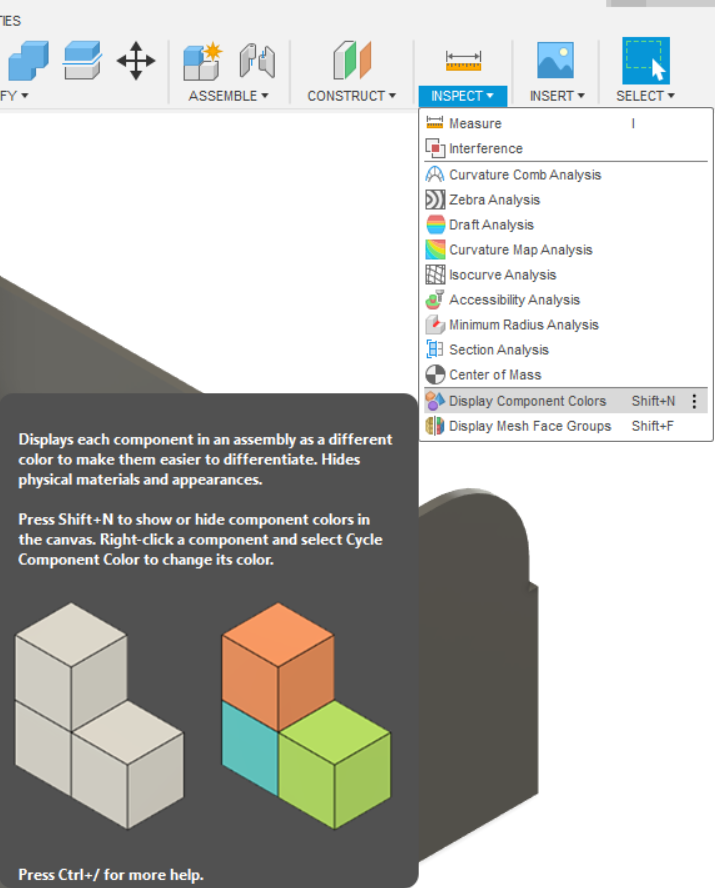 TIES
FY ▾
ASSEMBLE ▾
CONSTRUCT ▾
INSPECT ▾
INSERT ▾
SELECT ▾
Measure I
Interference
Curvature Comb Analysis
Zebra Analysis
Draft Analysis
Curvature Map Analysis
Isocurve Analysis
Accessibility Analysis
Minimum Radius Analysis
Section Analysis
Center of Mass
Display Component Colors Shift+N
Display Mesh Face Groups Shift+F
Displays each component in an assembly as a different
color to make them easier to differentiate. Hides
physical materials and appearances.
Press Shift+N to show or hide component colors in
the canvas. Right-click a component and select Cycle
Component Color to change its color.
Press Ctrl+/ for more help.